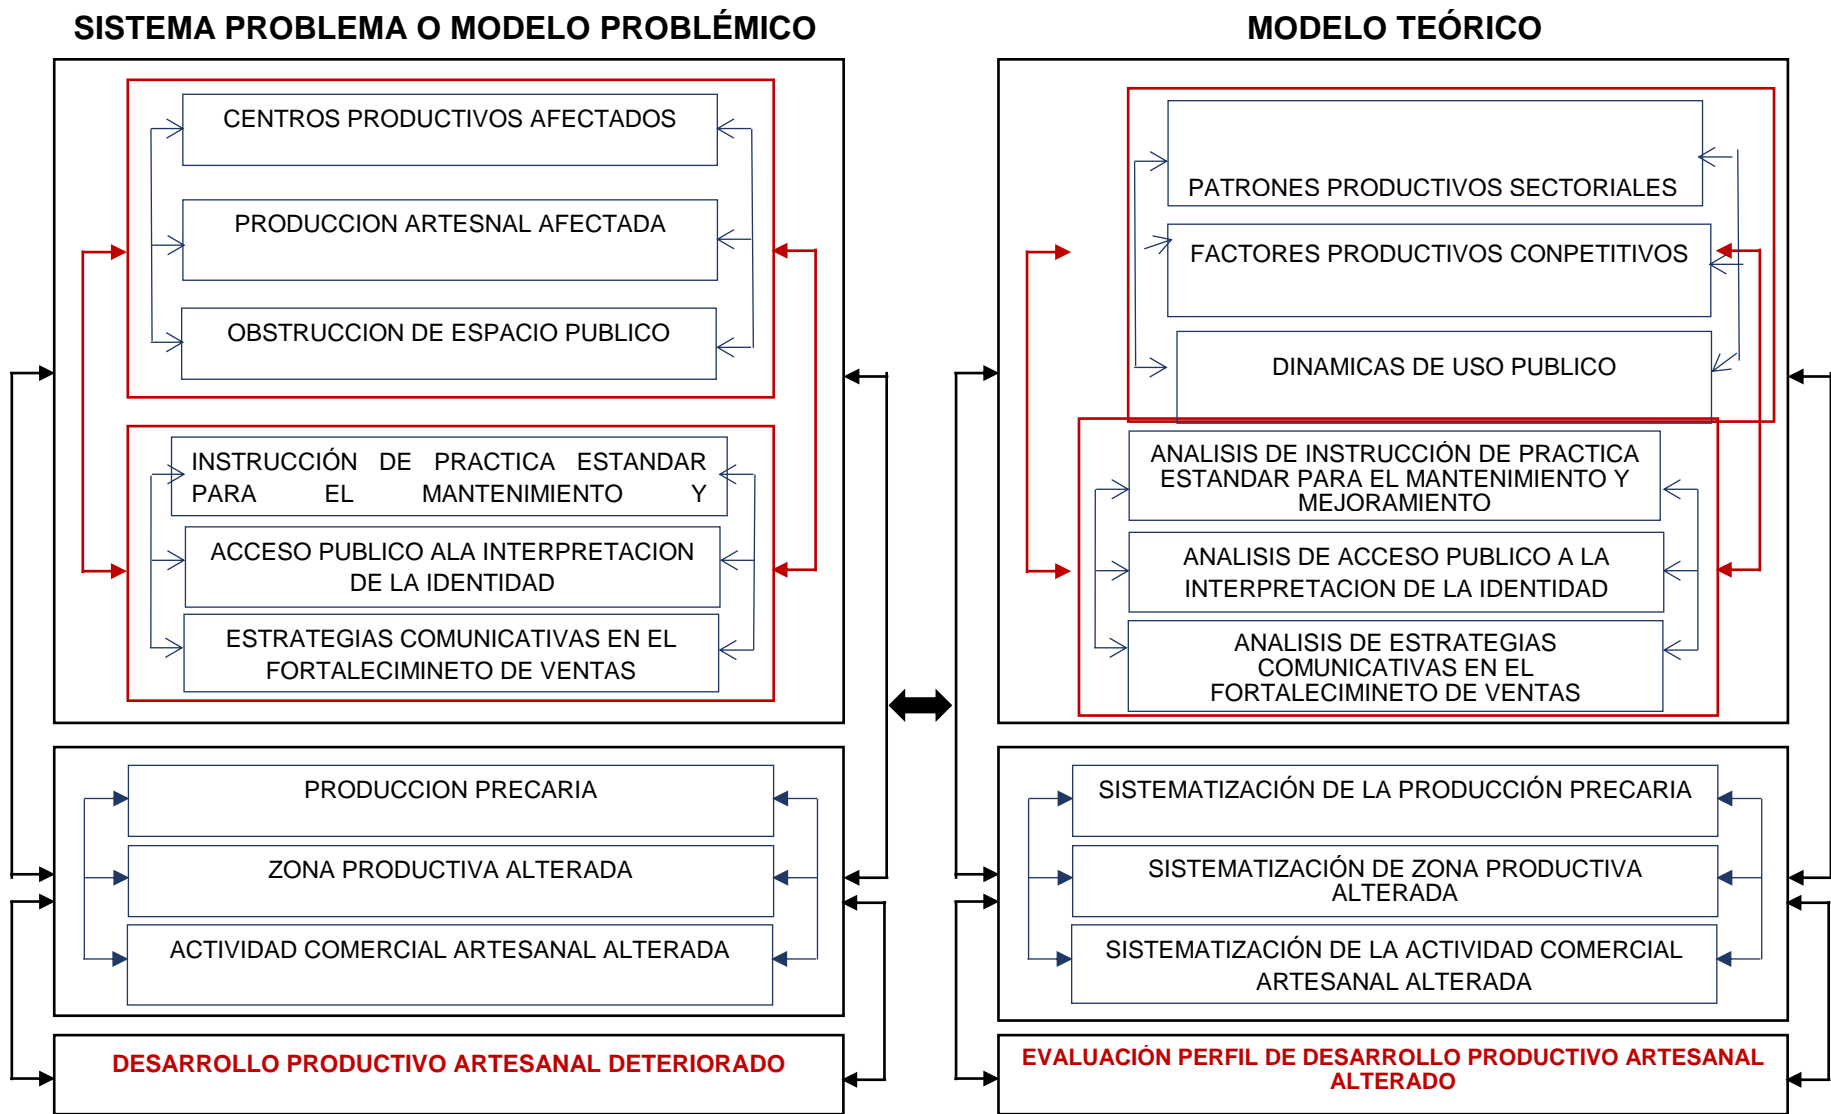 SISTEMA PROBLEMA O MODELO PROBLÉMICO
CENTROS PRODUCTIVOS AFECTADOS
PRODUCCION ARTESNAL AFECTADA
OBSTRUCCION DE ESPACIO PUBLICO
INSTRUCCIÓN DE PRACTICA ESTANDAR
PARA EL MANTENIMIENTO Y
ACCESO PUBLICO ALA INTERPRETACION
DE LA IDENTIDAD
ESTRATEGIAS COMUNICATIVAS EN EL
FORTALECIMINETO DE VENTAS
PRODUCCION PRECARIA
ZONA PRODUCTIVA ALTERADA
ACTIVIDAD COMERCIAL ARTESANAL ALTERADA
DESARROLLO PRODUCTIVO ARTESANAL DETERIORADO
MODELO TEÓRICO
PATRONES PRODUCTIVOS SECTORIALES
FACTORES PRODUCTIVOS CONPETITIVOS
DINAMICAS DE USO PUBLICO
ANALISIS DE INSTRUCCIÓN DE PRACTICA
ESTANDAR PARA EL MANTENIMIENTO Y
MEJORAMIENTO
ANALISIS DE ACCESO PUBLICO A LA
INTERPRETACION DE LA IDENTIDAD
ANALISIS DE ESTRATEGIAS
COMUNICATIVAS EN EL
FORTALECIMINETO DE VENTAS
SISTEMATIZACIÓN DE LA PRODUCCIÓN PRECARIA
SISTEMATIZACIÓN DE ZONA PRODUCTIVA
ALTERADA
SISTEMATIZACIÓN DE LA ACTIVIDAD COMERCIAL
ARTESANAL ALTERADA
EVALUACIÓN PERFIL DE DESARROLLO PRODUCTIVO ARTESANAL
ALTERADO